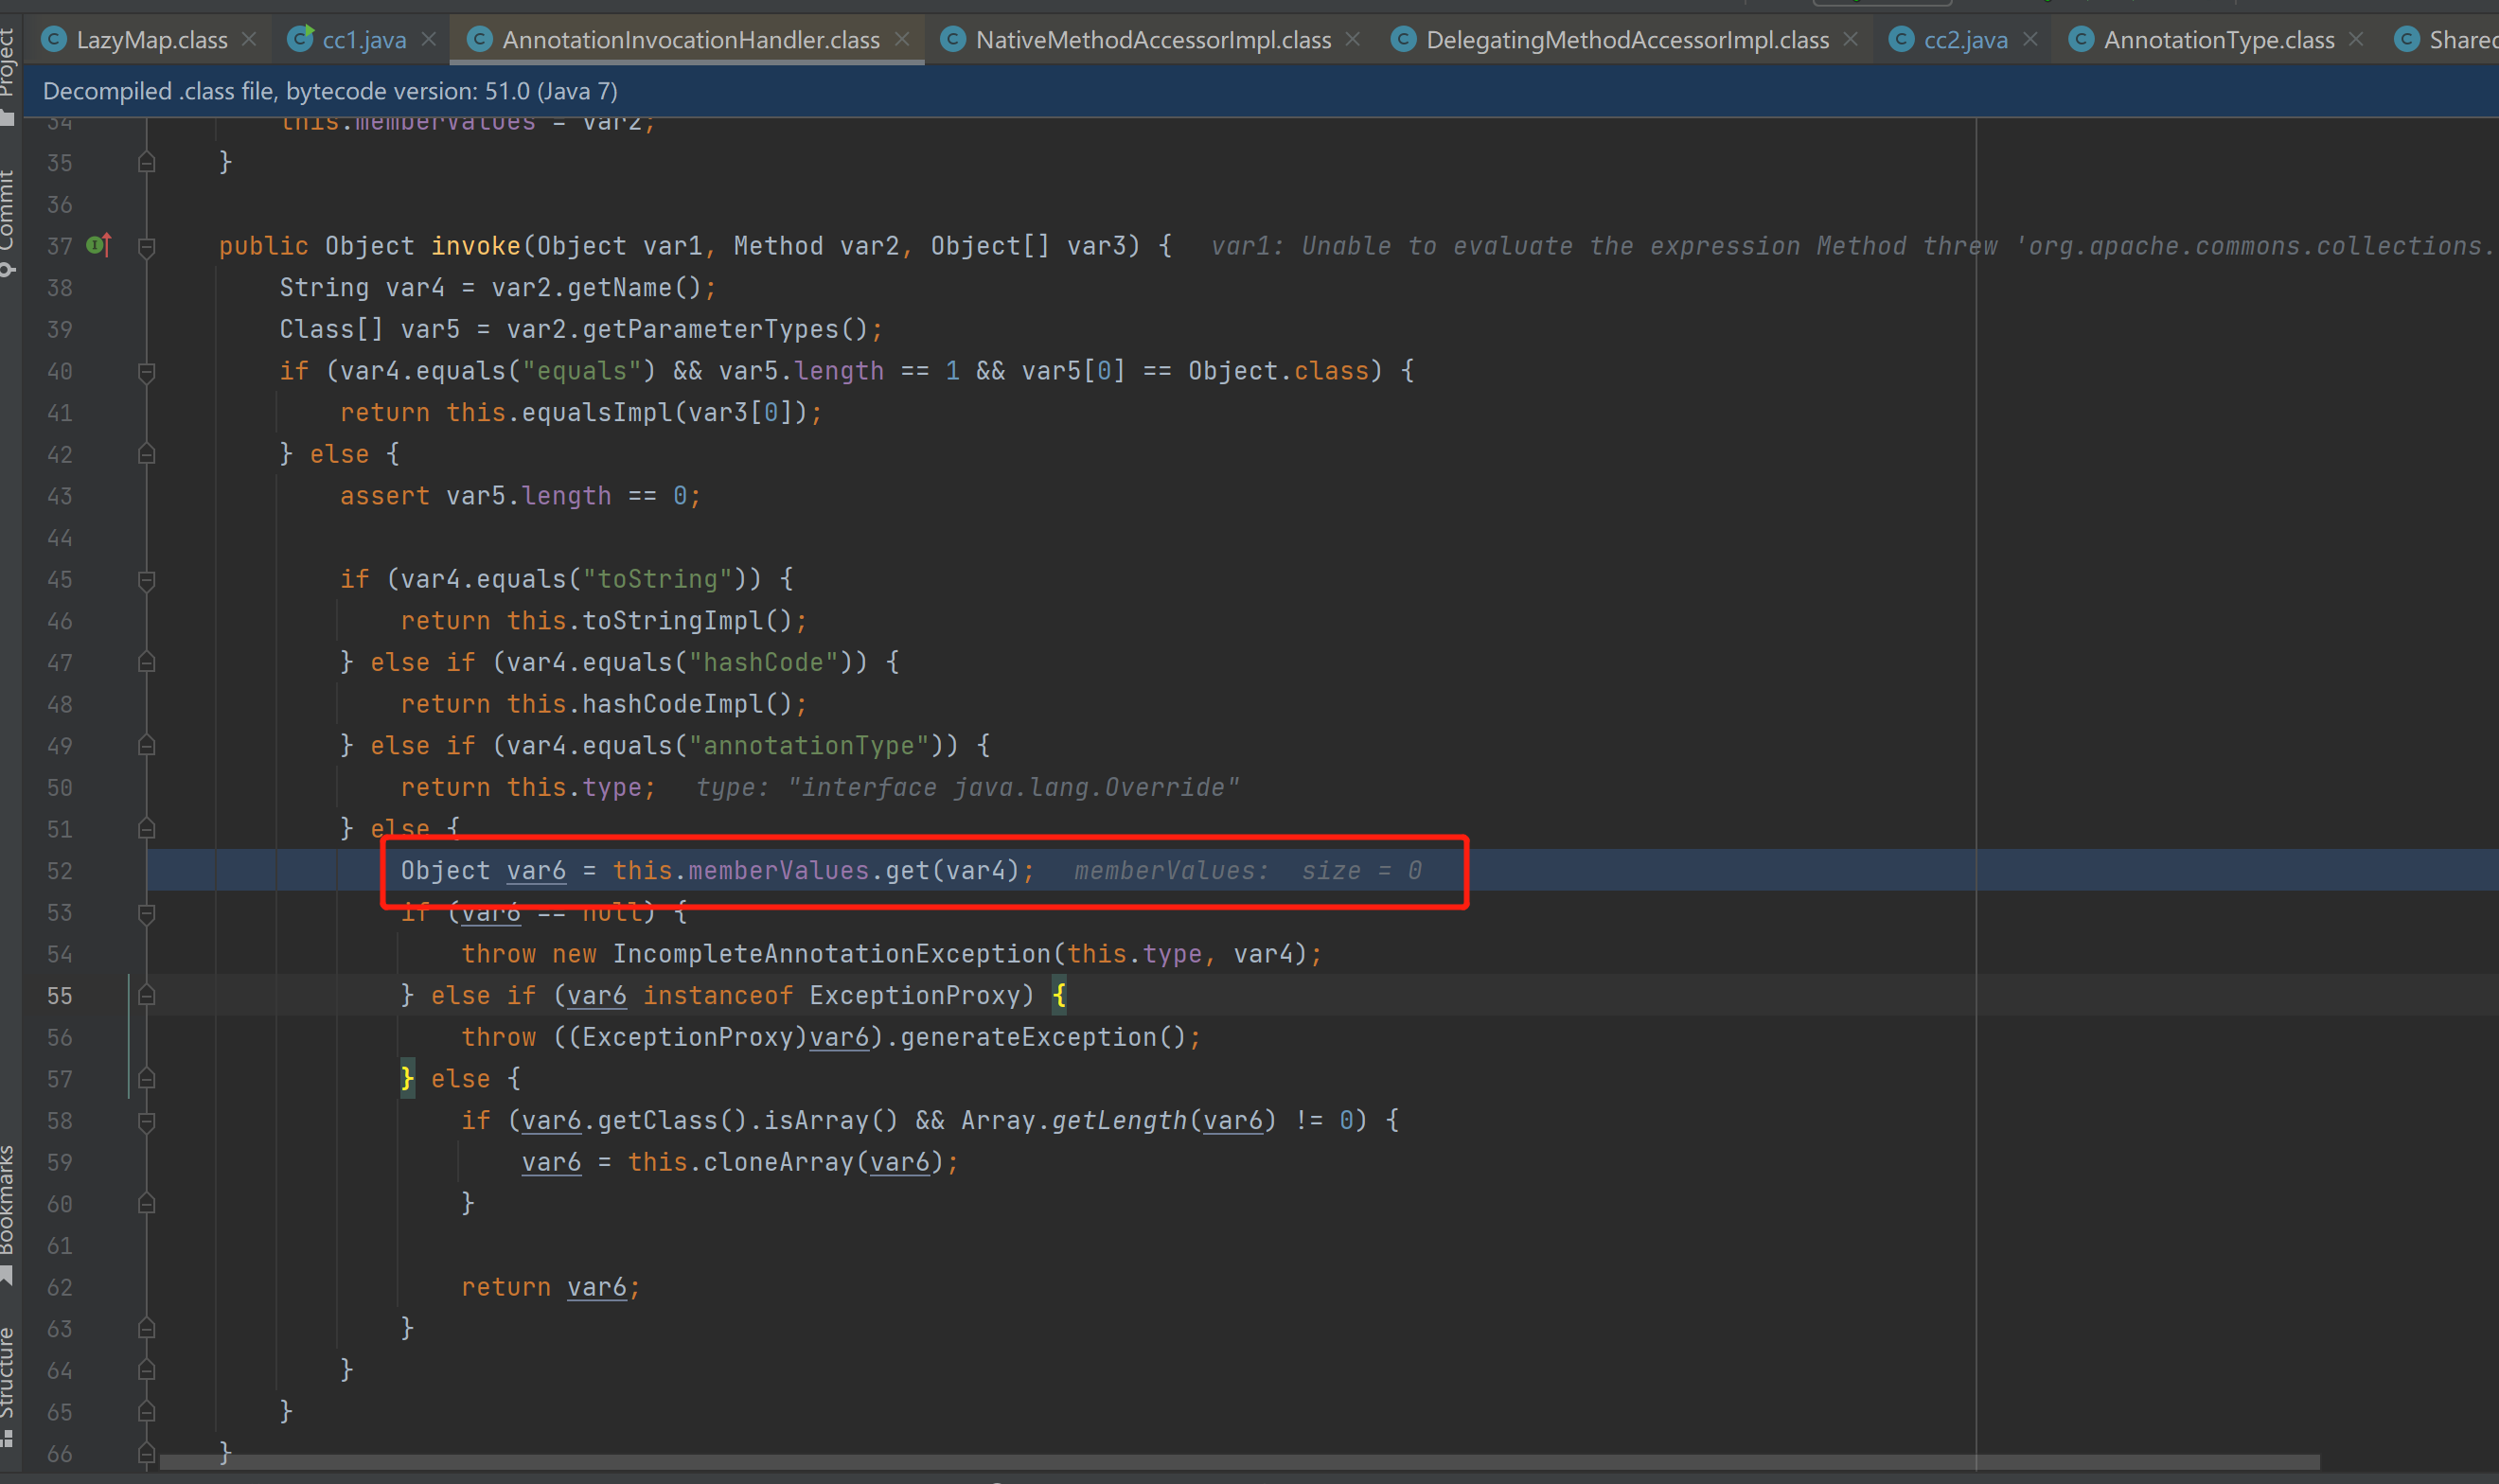 LazyMap.class cc1.java AnnotationInvocationHandler.class NativeMethodAccessorImpl.class DelegatingMethodAccessorImpl.class cc2.java AnnotationType.class Shared
Project
Commit
Bookmarks
Structure
Decompiled .class file, bytecode version: 51.0 (Java 7)
34 this.memberValues = var2;
35 }
36
37 public Object invoke(Object var1, Method var2, Object[] var3) { var1: Unable to evaluate the expression Method threw 'org.apache.commons.collections.
38 String var4 = var2.getName();
39 Class[] var5 = var2.getParameterTypes();
40 if (var4.equals("equals") && var5.length == 1 && var5[0] == Object.class) {
41 return this.equalsImpl(var3[0]);
42 } else {
43 assert var5.length == 0;
44
45 if (var4.equals("toString")) {
46 return this.toStringImpl();
47 } else if (var4.equals("hashCode")) {
48 return this.hashCodeImpl();
49 } else if (var4.equals("annotationType")) {
50 return this.type; type: "interface java.lang.Override"
51 } else {
52 Object var6 = this.memberValues.get(var4); memberValues: size = 0
53 if (var6 == null) {
54 throw new IncompleteAnnotationException(this.type, var4);
55 } else if (var6 instanceof ExceptionProxy) {
56 throw ((ExceptionProxy)var6).generateException();
57 } else {
58 if (var6.getClass().isArray() && Array.getLength(var6) != 0) {
59 var6 = this.cloneArray(var6);
60 }
61
62 return var6;
63 }
64 }
65 }
66 }